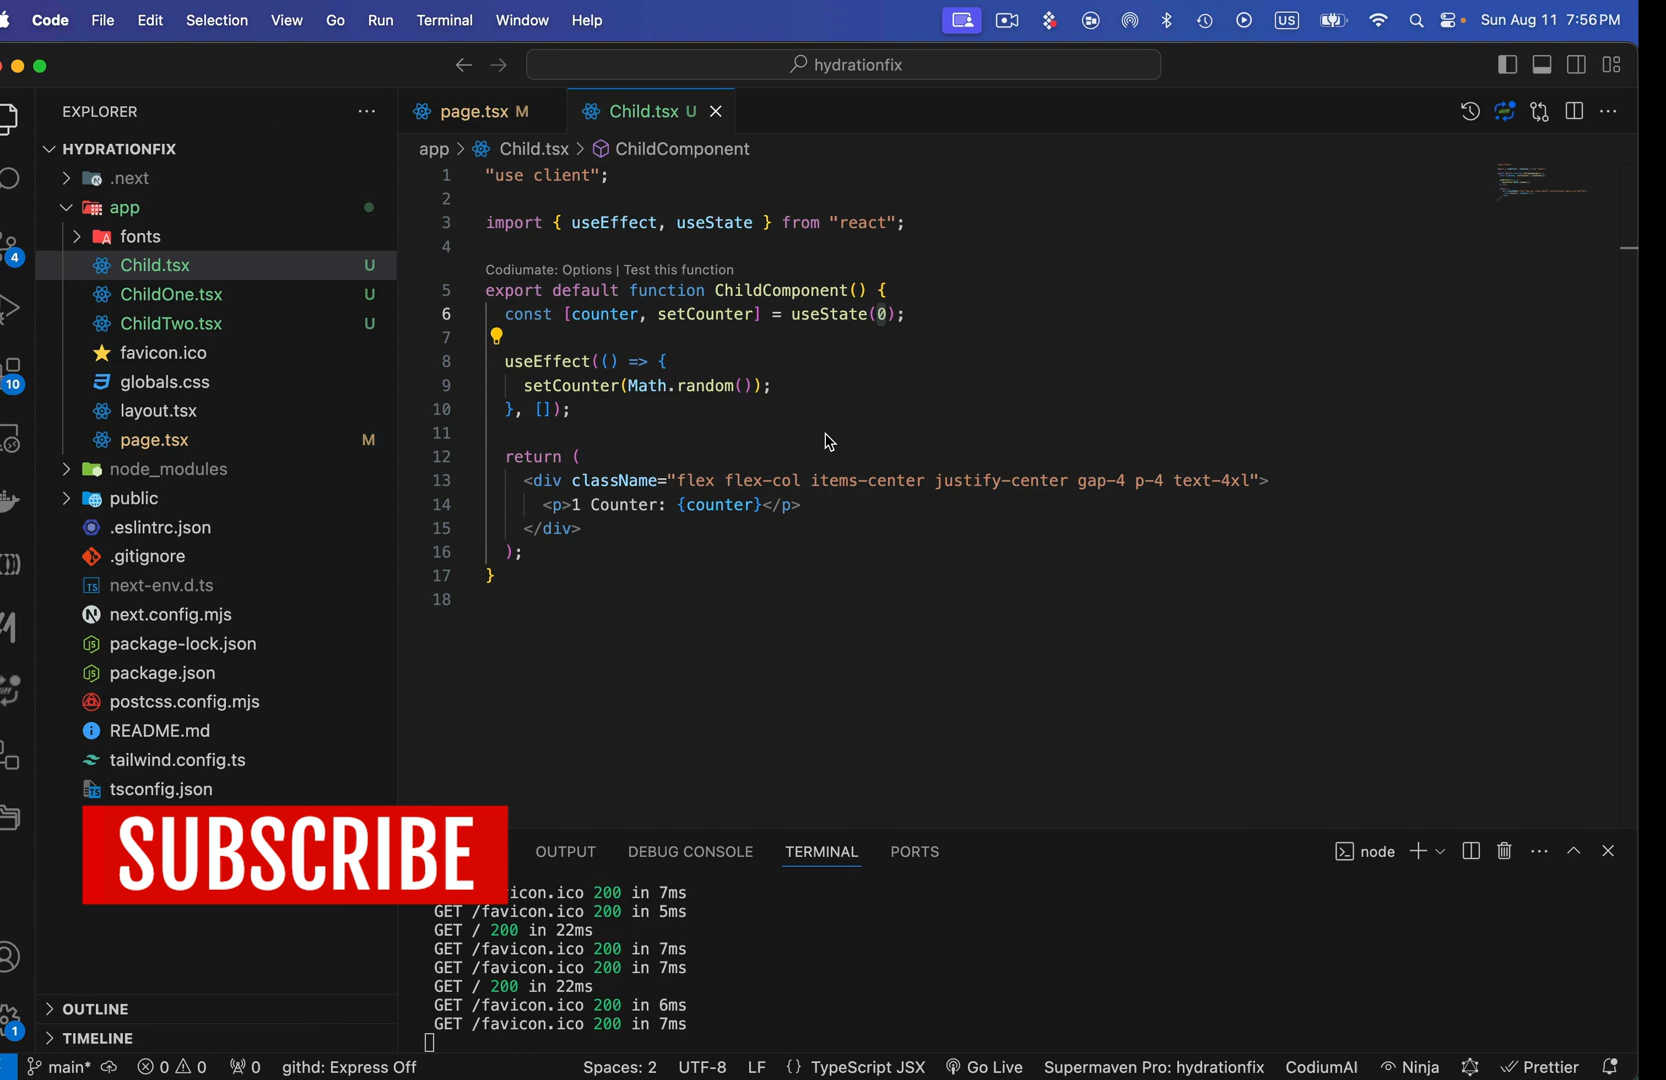 Code File Edit Selection View Go Run Terminal Window Help US Sun Aug 11 7:56 PM
hydrationfix
EXPLORER
page.tsx M
Child.tsx U
HYDRATIONFIX
app > Child.tsx > ChildComponent
.next
app
fonts
Child.tsx U
ChildOne.tsx U
ChildTwo.tsx U
favicon.ico
globals.css
layout.tsx
page.tsx M
node_modules
public
.eslintrc.json
.gitignore
next-env.d.ts
next.config.mjs
package-lock.json
package.json
postcss.config.mjs
README.md
tailwind.config.ts
tsconfig.json
4
10
1
OUTLINE
TIMELINE
1 "use client";
2
3 import { useEffect, useState } from "react";
4
Codiumate: Options | Test this function
5 export default function ChildComponent() {
6 const [counter, setCounter] = useState(0);
7
8 useEffect(() => {
9 setCounter(Math.random());
10 }, []);
11
12 return (
13 <div className="flex flex-col items-center justify-center gap-4 p-4 text-4xl">
14 <p>1 Counter: {counter}</p>
15 </div>
16 );
17 }
18
SUBSCRIBE
OUTPUT DEBUG CONSOLE TERMINAL PORTS node
icon.ico 200 in 7ms
GET /favicon.ico 200 in 5ms
GET / 200 in 22ms
GET /favicon.ico 200 in 7ms
GET /favicon.ico 200 in 7ms
GET / 200 in 22ms
GET /favicon.ico 200 in 6ms
GET /favicon.ico 200 in 7ms
main* 0 0 0 githd: Express Off Spaces: 2 UTF-8 LF {} TypeScript JSX Go Live Supermaven Pro: hydrationfix CodiumAI Ninja Prettier